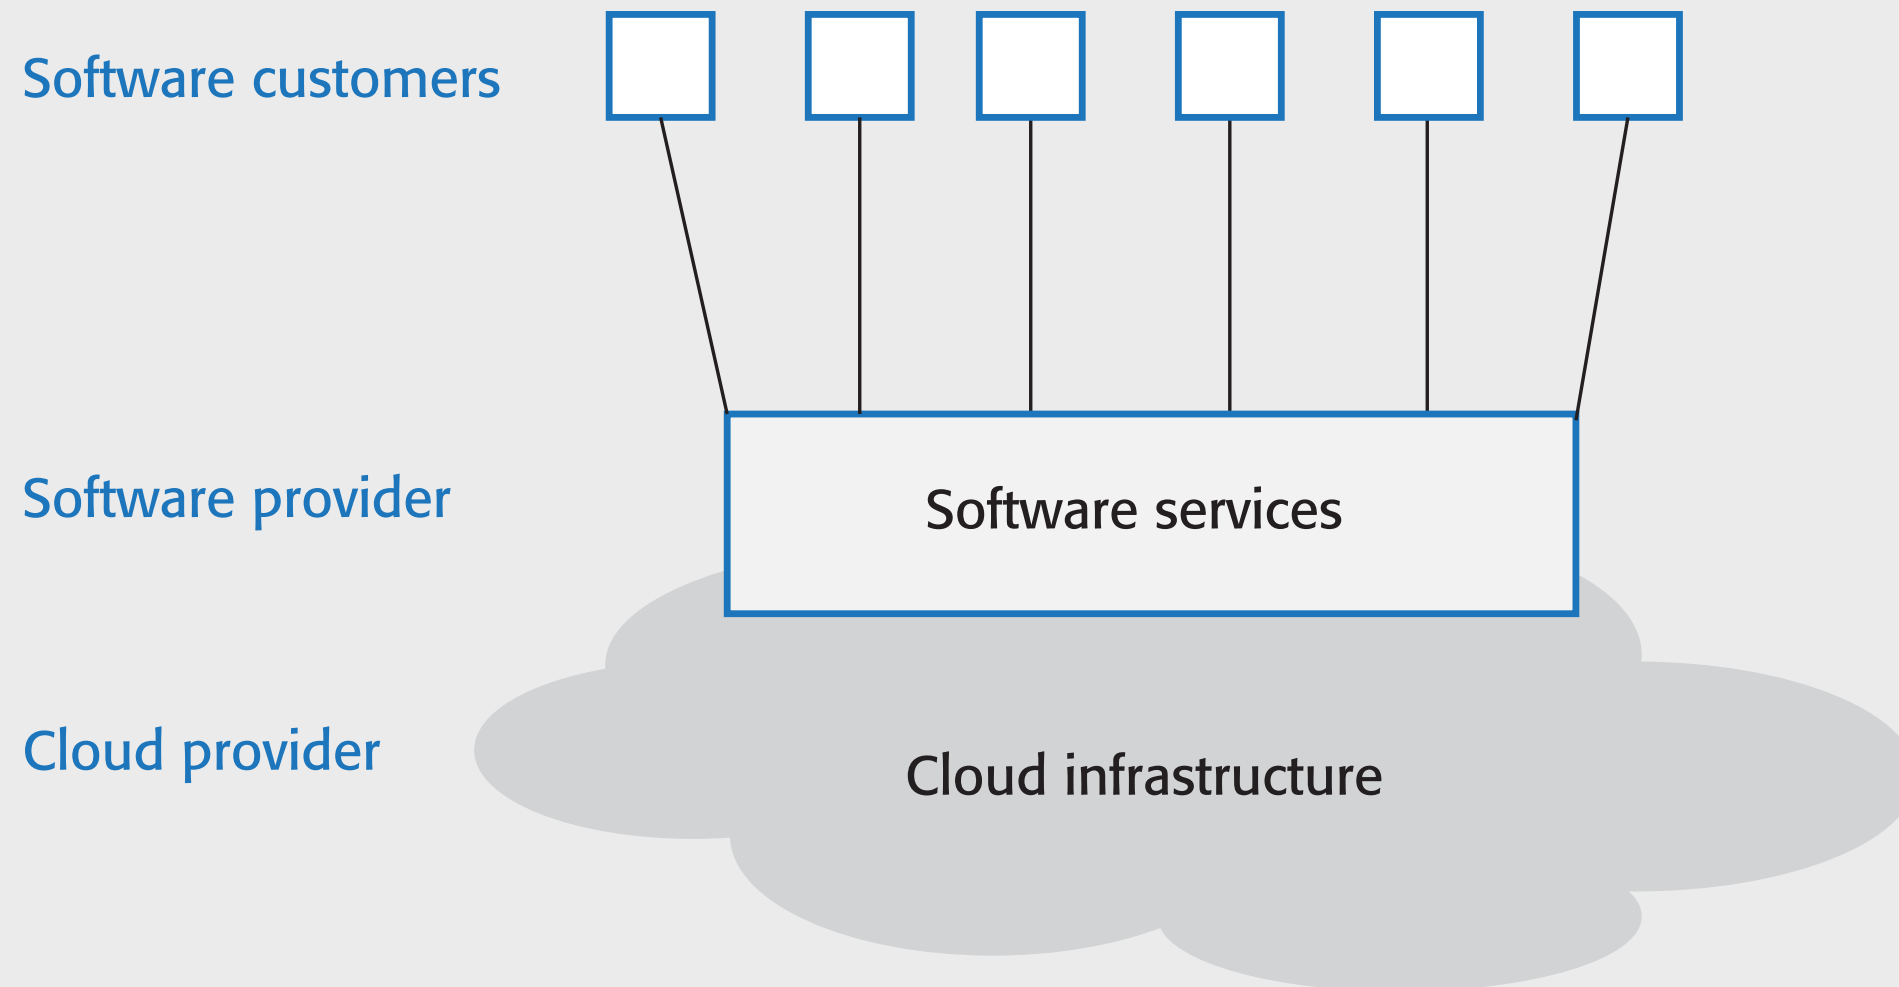 Software customers
Software provider
Software services
Cloud provider
Cloud infrastructure